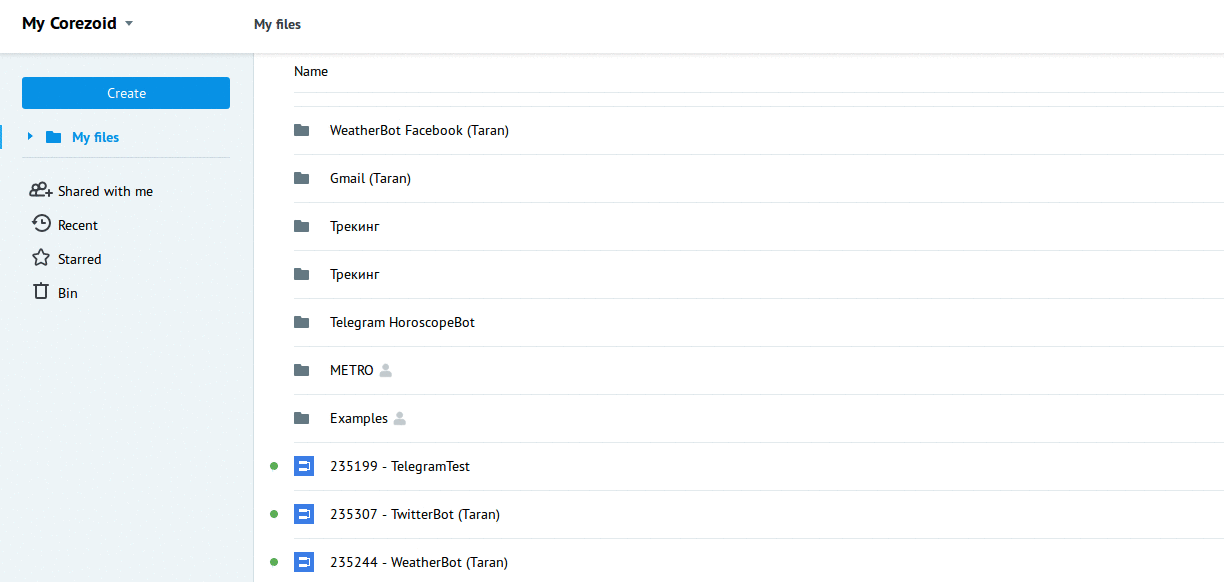 My Corezoid
My files
Create
My files
Shared with me
Recent
Starred
Bin
Name
WeatherBot Facebook (Taran)
Gmail (Taran)
Трекинг
Трекинг
Telegram HoroscopeBot
METRO
Examples
235199 - TelegramTest
235307 - TwitterBot (Taran)
235244 - WeatherBot (Taran)